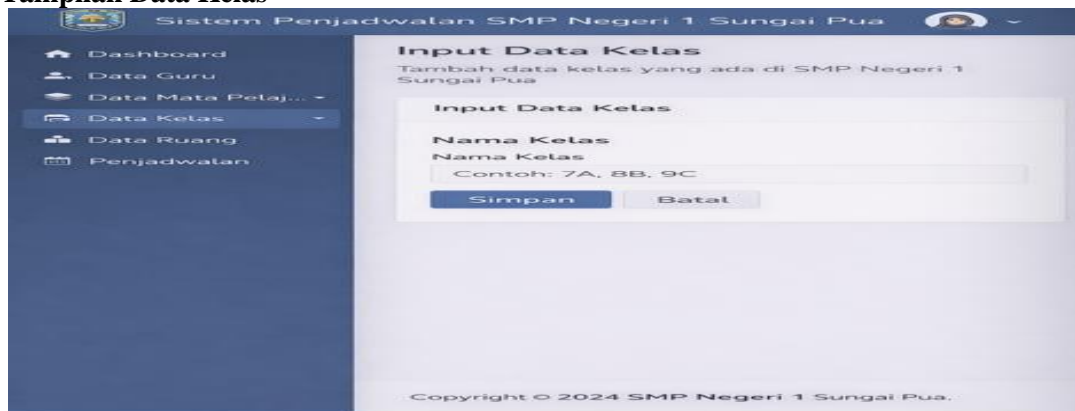 Tampilan Data Kelas
Sistem Penjadwalan SMP Negeri 1 Sungai Pua
Dashboard
Data Guru
Data Mata Pelaj...
Data Kelas
Data Ruang
Penjadwalan
Input Data Kelas
Tambah data kelas yang ada di SMP Negeri 1
Sungai Pua
Input Data Kelas
Nama Kelas
Nama Kelas
Contoh: 7A, 8B, 9C
Simpan Batal
Copyright © 2024 SMP Negeri 1 Sungai Pua.